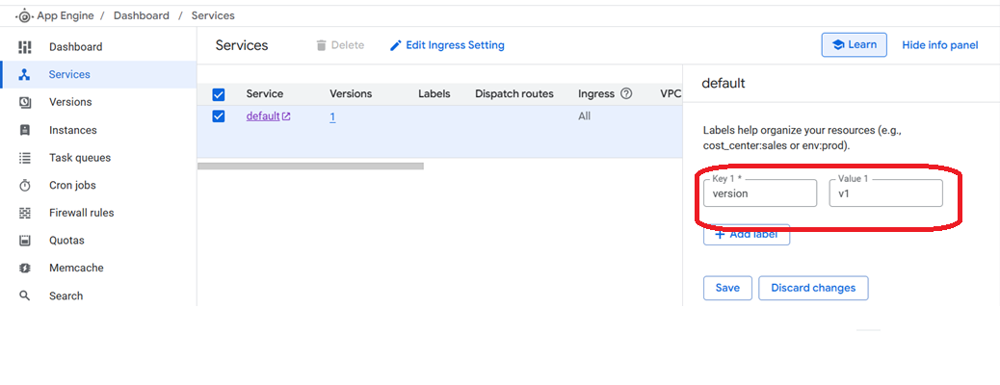 App Engine / Dashboard / Services
Dashboard
Services
Versions
Instances
Task queues
Cron jobs
Firewall rules
Quotas
Memcache
Search
Services Delete Edit Ingress Setting Learn Hide info panel
Service Versions Labels Dispatch routes Ingress VPC
default 1 All
default
Labels help organize your resources (e.g.,
cost_center:sales or env:prod).
Key 1 * Value 1
version v1
+ Add label
Save Discard changes